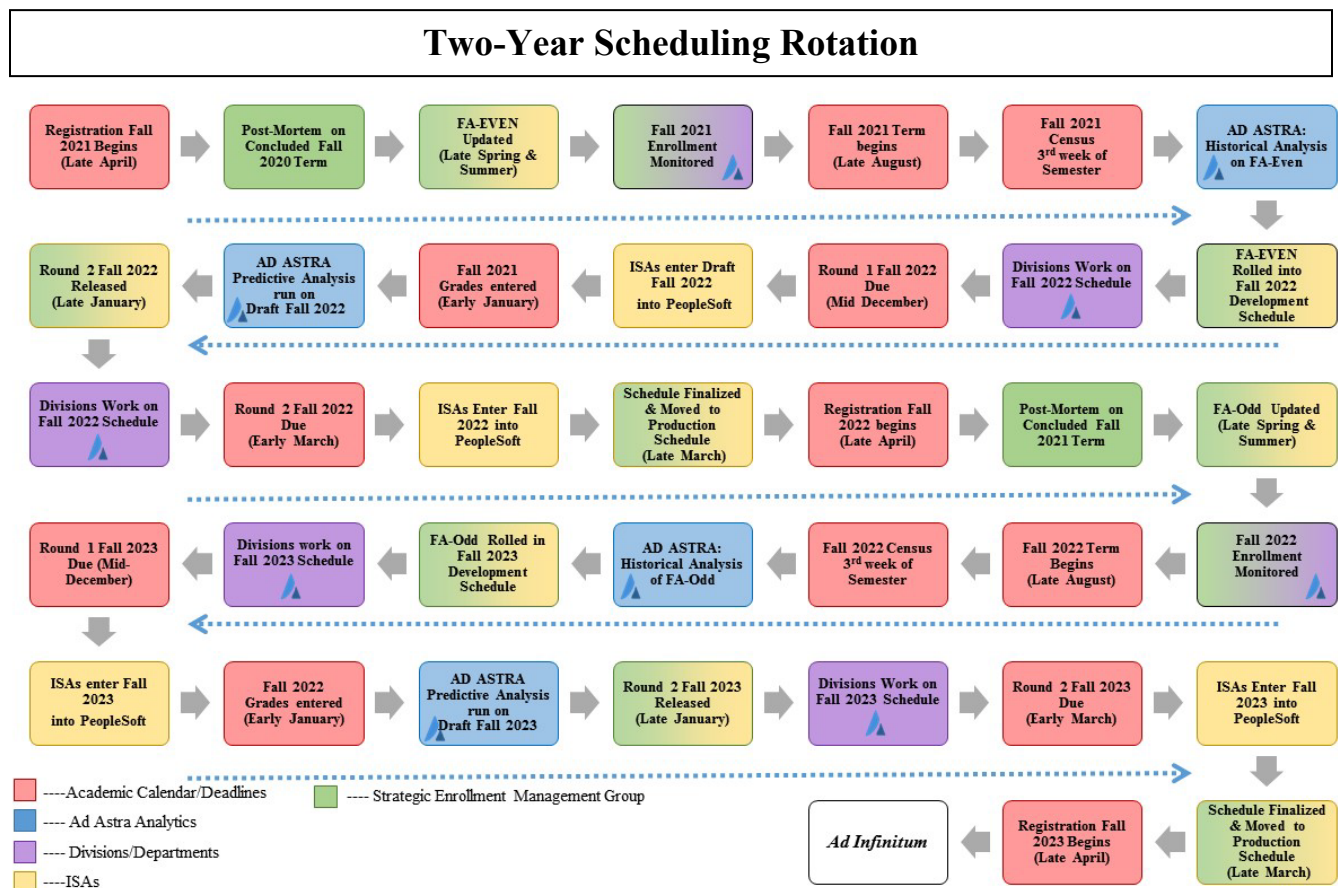 Two-Year Scheduling Rotation
Registration Fall
2021 Begins
(Late April)
Post-Mortem on
Concluded Fall
2020 Term
FA-EVEN
Updated
(Late Spring &
Summer)
Fall 2021
Enrollment
Monitored
Fall 2021 Term
begins
(Late August)
Fall 2021
Census
3rd week of
Semester
AD ASTRA:
Historical Analysis
on FA-Even
FA-EVEN
Rolled into
Fall 2022
Development
Schedule
Divisions Work on
Fall 2022 Schedule
Round 1 Fall 2022
Due
(Mid December)
ISAs enter Draft
Fall 2022
into PeopleSoft
Fall 2021
Grades entered
(Early January)
AD ASTRA
Predictive Analysis
run on
Draft Fall 2022
Round 2 Fall 2022
Released
(Late January)
Divisions Work on
Fall 2022 Schedule
Round 2 Fall 2022
Due
(Early March)
ISAs Enter Fall
2022 into
PeopleSoft
Schedule Finalized
& Moved to
Production
Schedule
(Late March)
Registration Fall
2022 begins
(Late April)
Post-Mortem on
Concluded Fall
2021 Term
FA-Odd Updated
(Late Spring &
Summer)
Fall 2022
Enrollment
Monitored
Fall 2022 Term
Begins
(Late August)
Fall 2022 Census
3rd week of
Semester
AD ASTRA:
Historical Analysis
of FA-Odd
FA-Odd Rolled in
Fall 2023
Development
Schedule
Divisions work on
Fall 2023 Schedule
Round 1 Fall 2023
Due (Mid-
December)
ISAs enter Fall
2023
into PeopleSoft
Fall 2022
Grades entered
(Early January)
AD ASTRA
Predictive Analysis
run on
Draft Fall 2023
Round 2 Fall 2023
Released
(Late January)
Divisions Work on
Fall 2023 Schedule
Round 2 Fall 2023
Due
(Early March)
ISAs Enter Fall
2023 into
PeopleSoft
Schedule Finalized
& Moved to
Production
Schedule
(Late March)
Registration Fall
2023 Begins
(Late April)
Ad Infinitum
----Academic Calendar/Deadlines
---- Strategic Enrollment Management Group
---- Ad Astra Analytics
---- Divisions/Departments
----ISAs